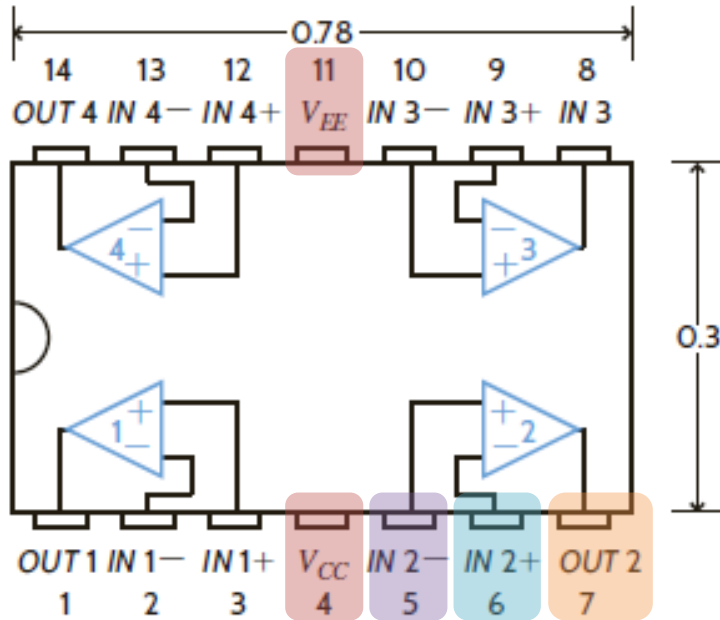 0.78
14 13 12 11 10 9 8
OUT 4 IN 4− IN 4+ VEE IN 3− IN 3+ IN 3
4 − + − + 3
0.3
1 + − + − 2
OUT 1 IN 1− IN 1+ VCC IN 2− IN 2+ OUT 2
1 2 3 4 5 6 7